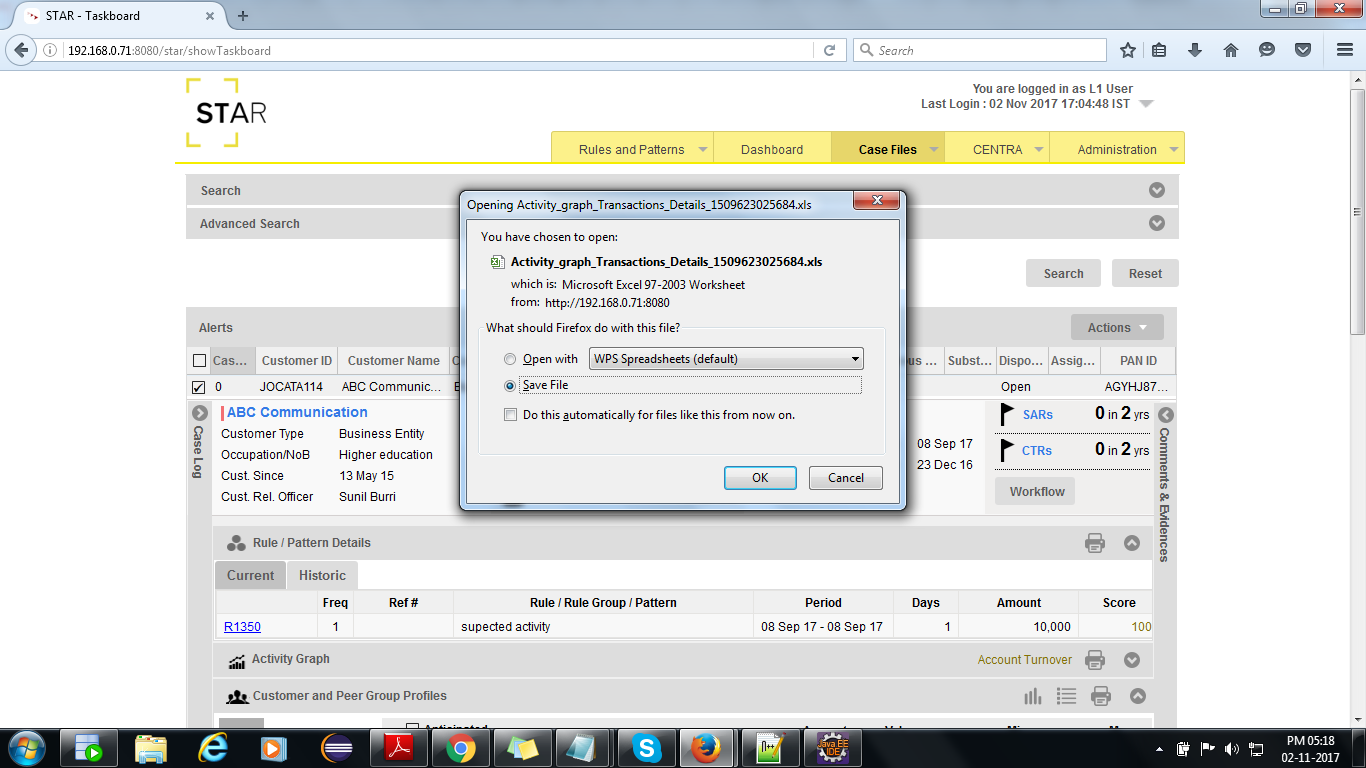 STAR - Taskboard
192.168.0.71:8080/star/showTaskboard
Search
STAR
You are logged in as L1 User
Last Login : 02 Nov 2017 17:04:48 IST
Rules and Patterns Dashboard Case Files CENTRA Administration
Search
Advanced Search
Search Reset
Opening Activity_graph_Transactions_Details_1509623025684.xls
You have chosen to open:
Activity_graph_Transactions_Details_1509623025684.xls
which is: Microsoft Excel 97-2003 Worksheet
from: http://192.168.0.71:8080
What should Firefox do with this file?
Open with WPS Spreadsheets (default)
Save File
Do this automatically for files like this from now on.
OK Cancel
Alerts Actions
Cas... Customer ID Customer Name Subst... Dispo... Assig... PAN ID
0 JOCATA114 ABC Communic... Open AGYHJ87...
Case Log
ABC Communication
Customer Type Business Entity
Occupation/NoB Higher education
Cust. Since 13 May 15
Cust. Rel. Officer Sunil Burri
08 Sep 17
23 Dec 16
SARs 0 in 2 yrs
CTRs 0 in 2 yrs
Workflow
Comments & Evidences
Rule / Pattern Details
Current Historic
Freq Ref # Rule / Rule Group / Pattern Period Days Amount Score
R1350 1 supected activity 08 Sep 17 - 08 Sep 17 1 10,000 100
Activity Graph Account Turnover
Customer and Peer Group Profiles
Java EE
IDE
PM 05:18
02-11-2017